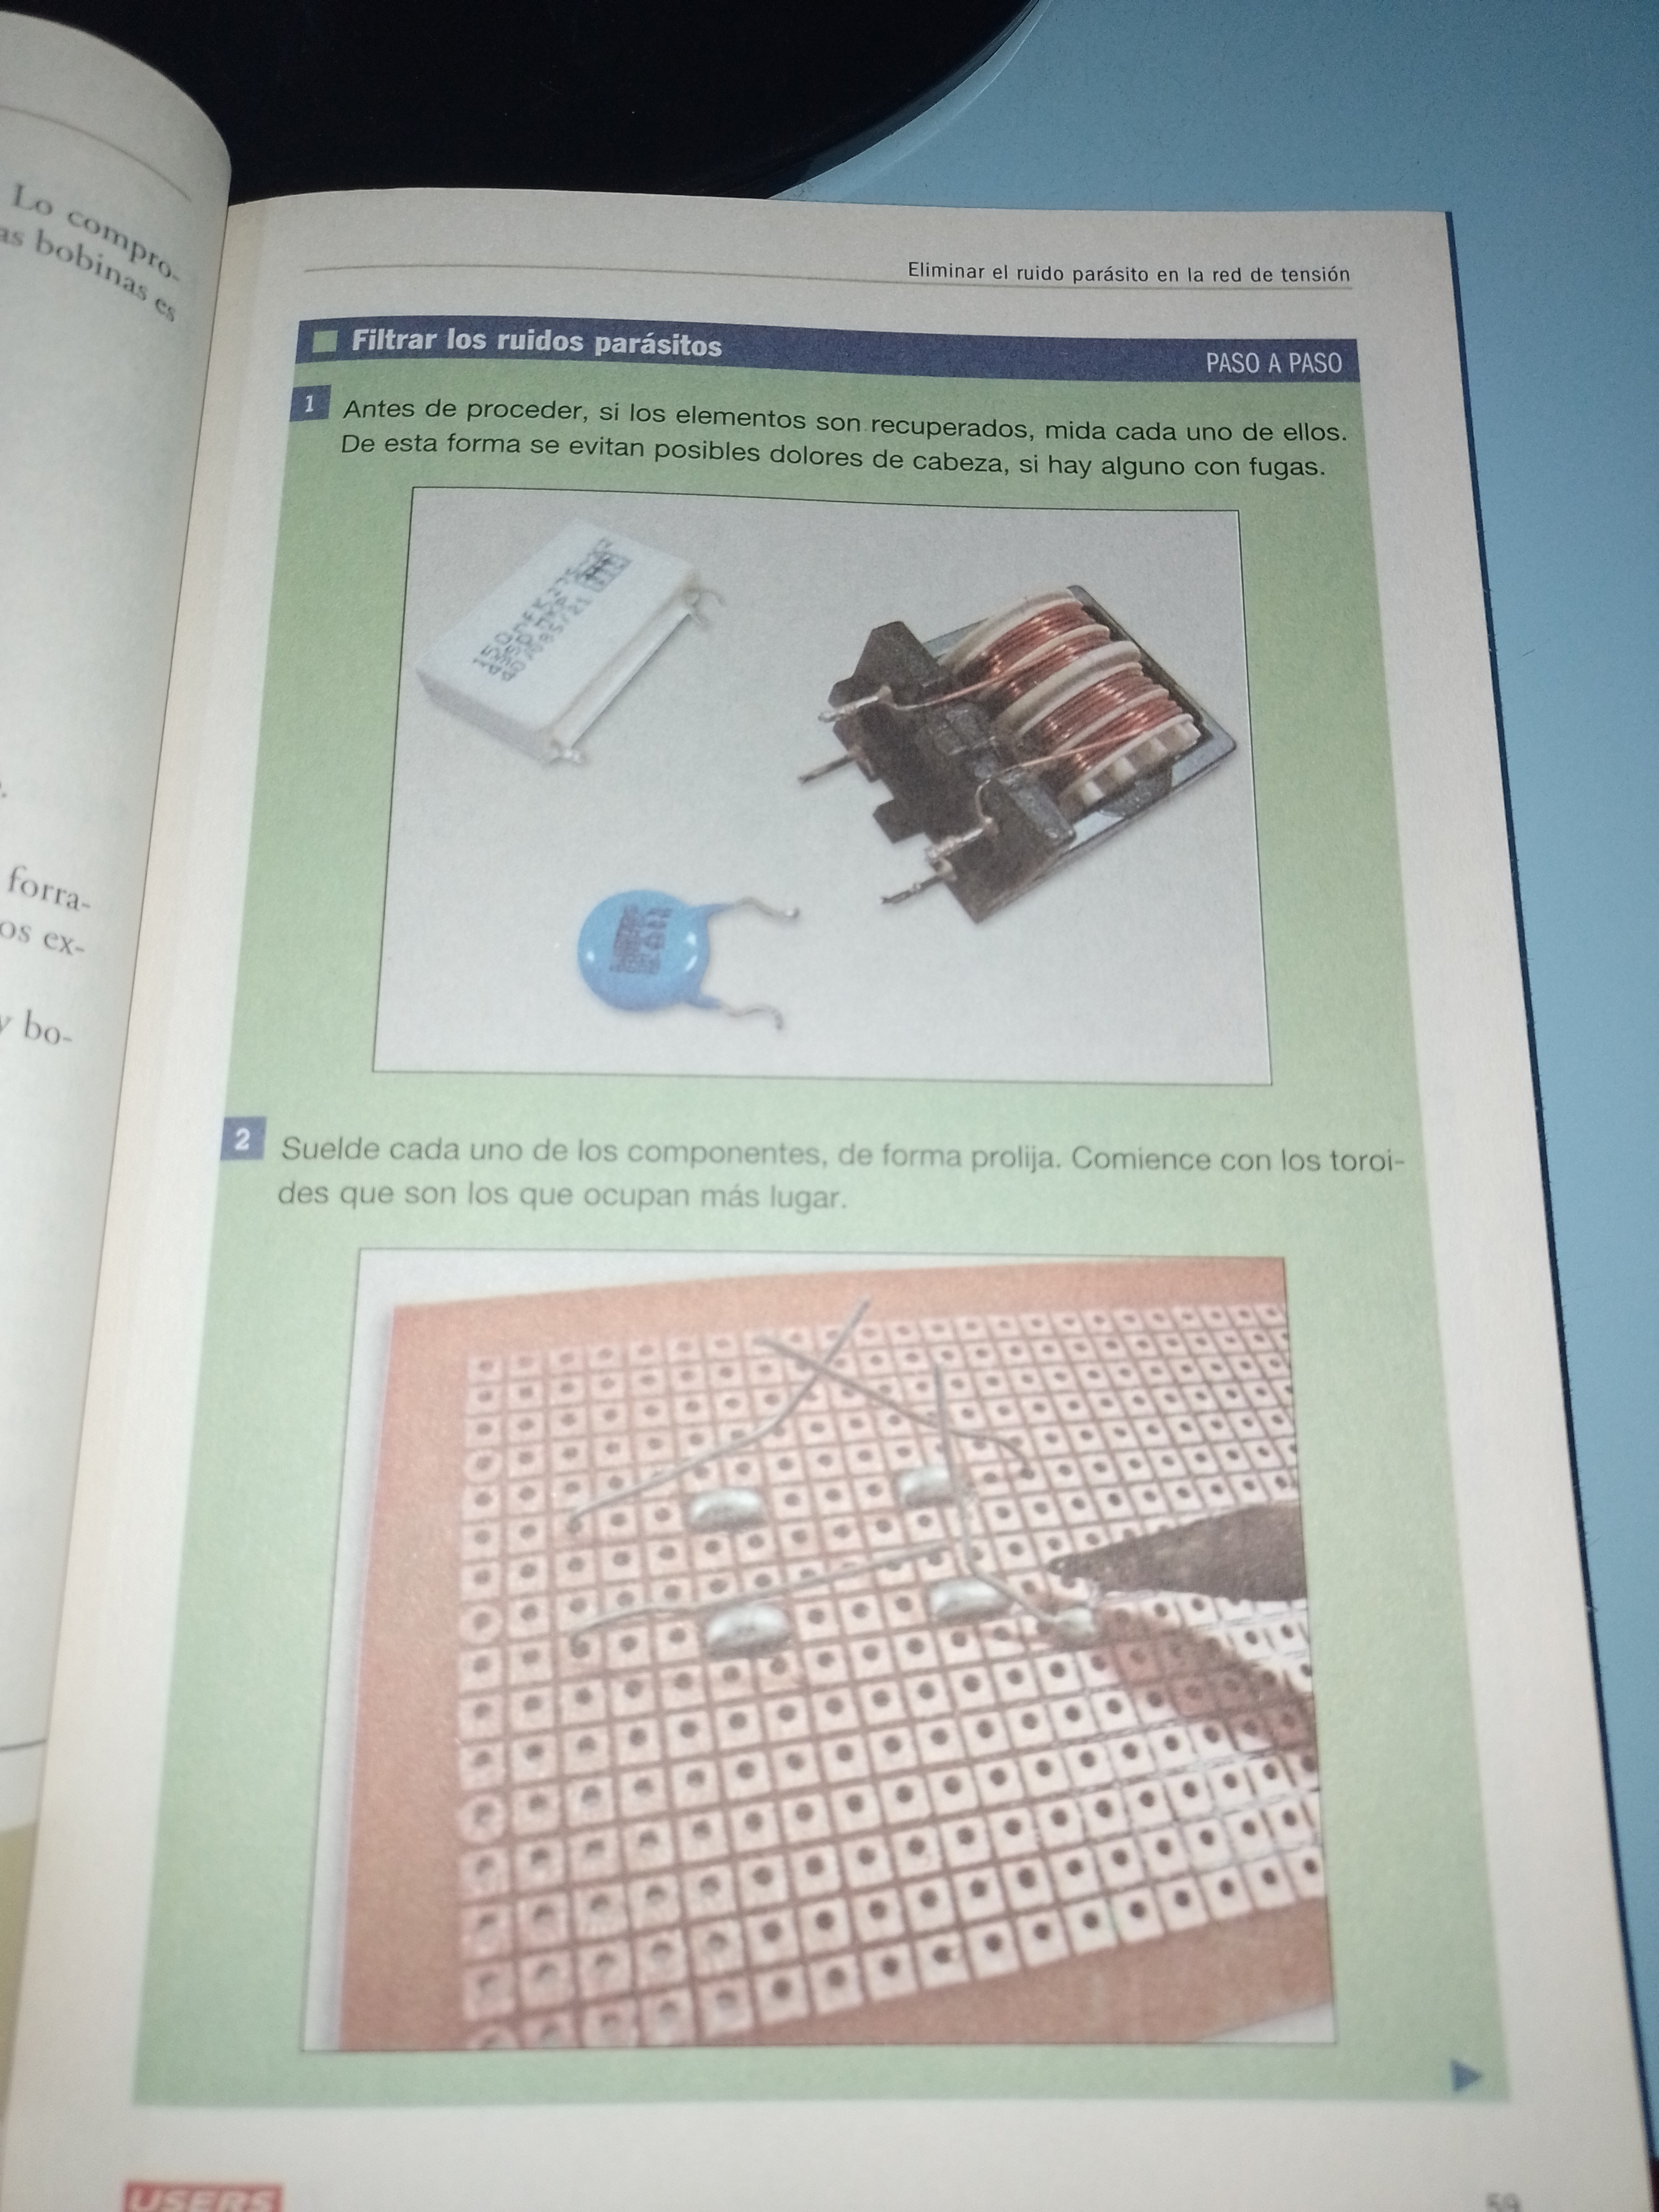 Lo compro-
as bobinas es
forra-
os ex-
y bo-
Eliminar el ruido parásito en la red de tensión
Filtrar los ruidos parásitos
PASO A PASO
1 Antes de proceder, si los elementos son recuperados, mida cada uno de ellos.
De esta forma se evitan posibles dolores de cabeza, si hay alguno con fugas.
2 Suelde cada uno de los componentes, de forma prolija. Comience con los toroi-
des que son los que ocupan más lugar.
USERS
59